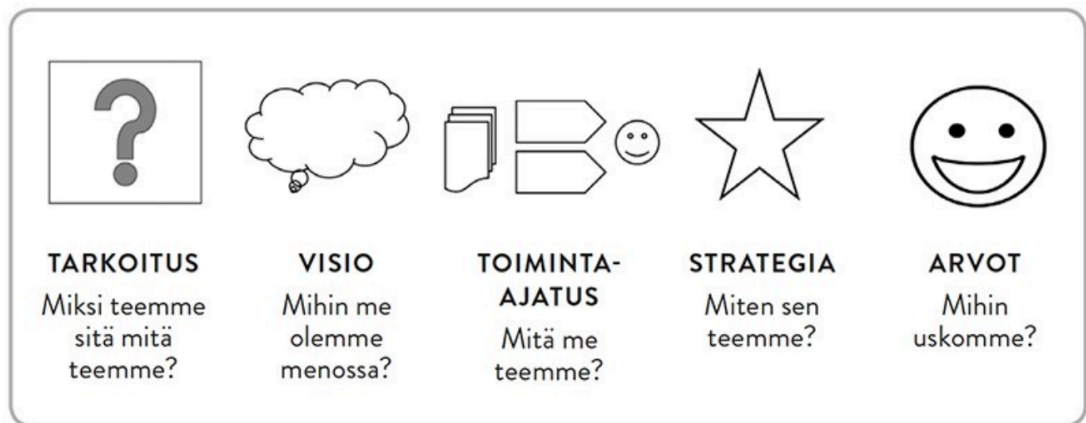 ?
TARKOITUS
Miksi teemme
sitä mitä
teemme?
VISIO
Mihin me
olemme
menossa?
TOIMINTA-
AJATUS
Mitä me
teemme?
STRATEGIA
Miten sen
teemme?
ARVOT
Mihin
uskomme?